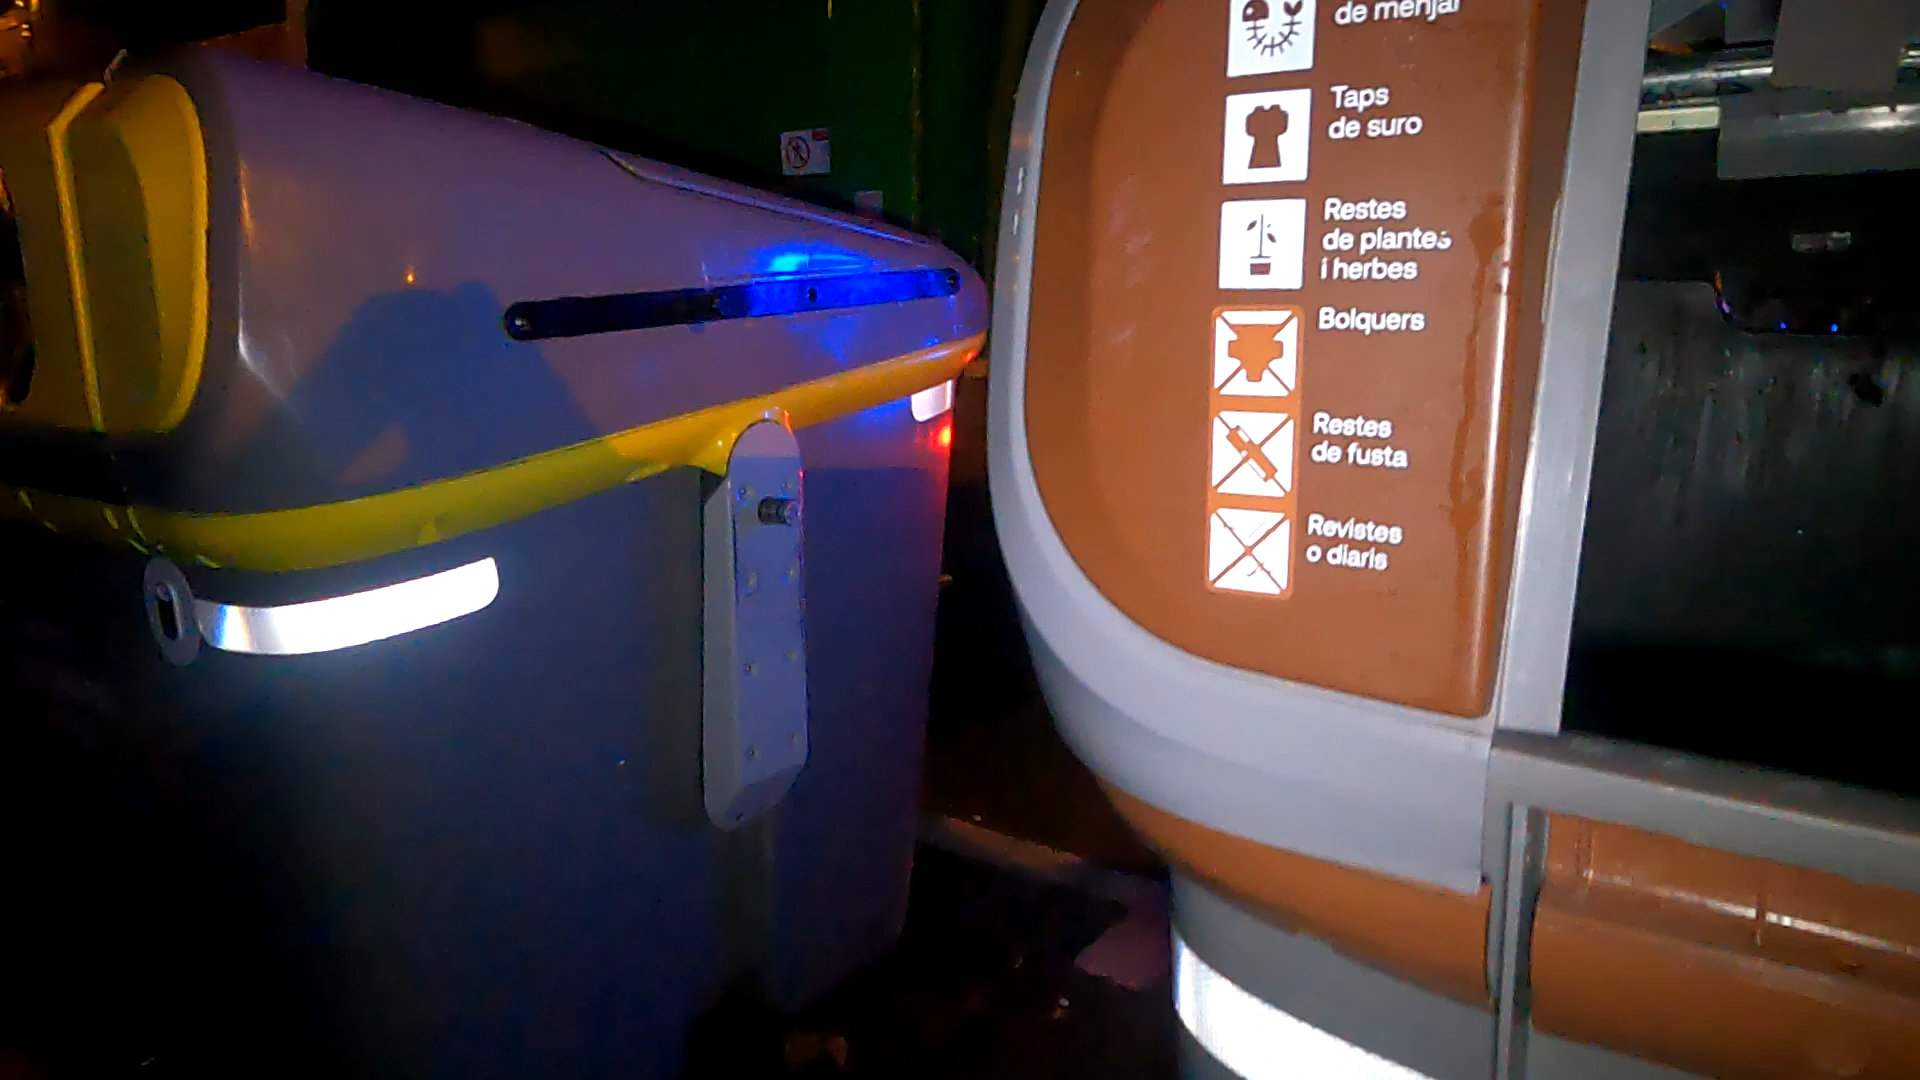 de menjar
Taps
de suro
Restes
de plantes
i herbes
Bolquers
Restes
de fusta
Revistes
o diaris